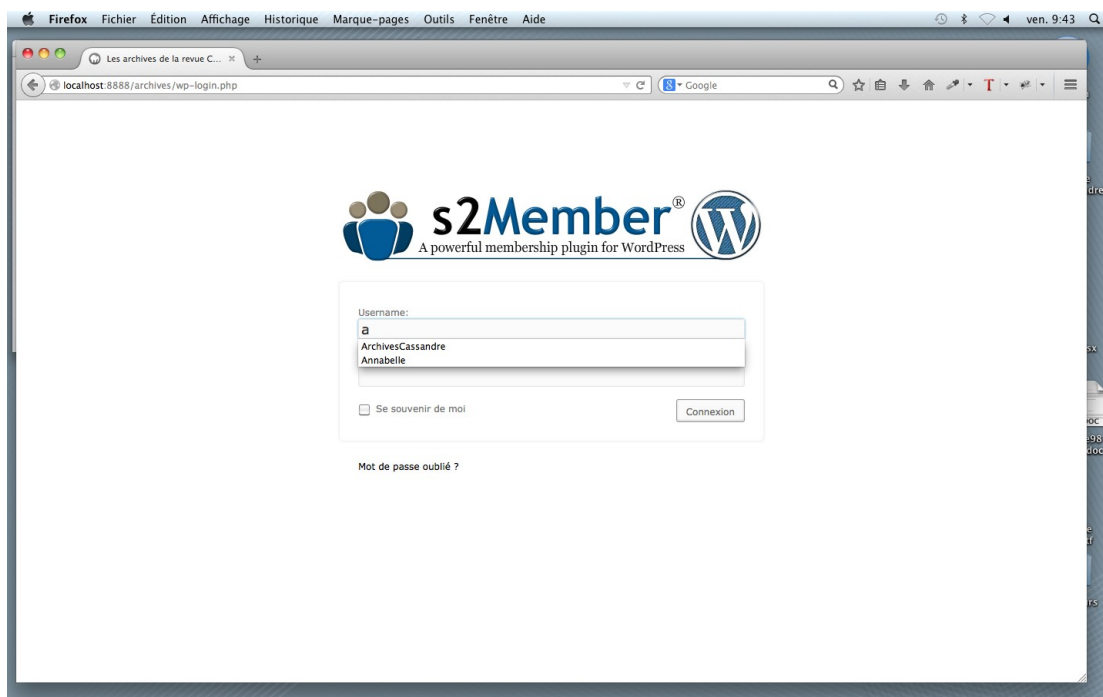 Firefox Fichier Édition Affichage Historique Marque-pages Outils Fenêtre Aide ven. 9:43
Les archives de la revue C...
localhost:8888/archives/wp-login.php Google
s2Member®
A powerful membership plugin for WordPress
Username:
a
ArchivesCassandre
Annabelle
Se souvenir de moi
Connexion
Mot de passe oublié ?